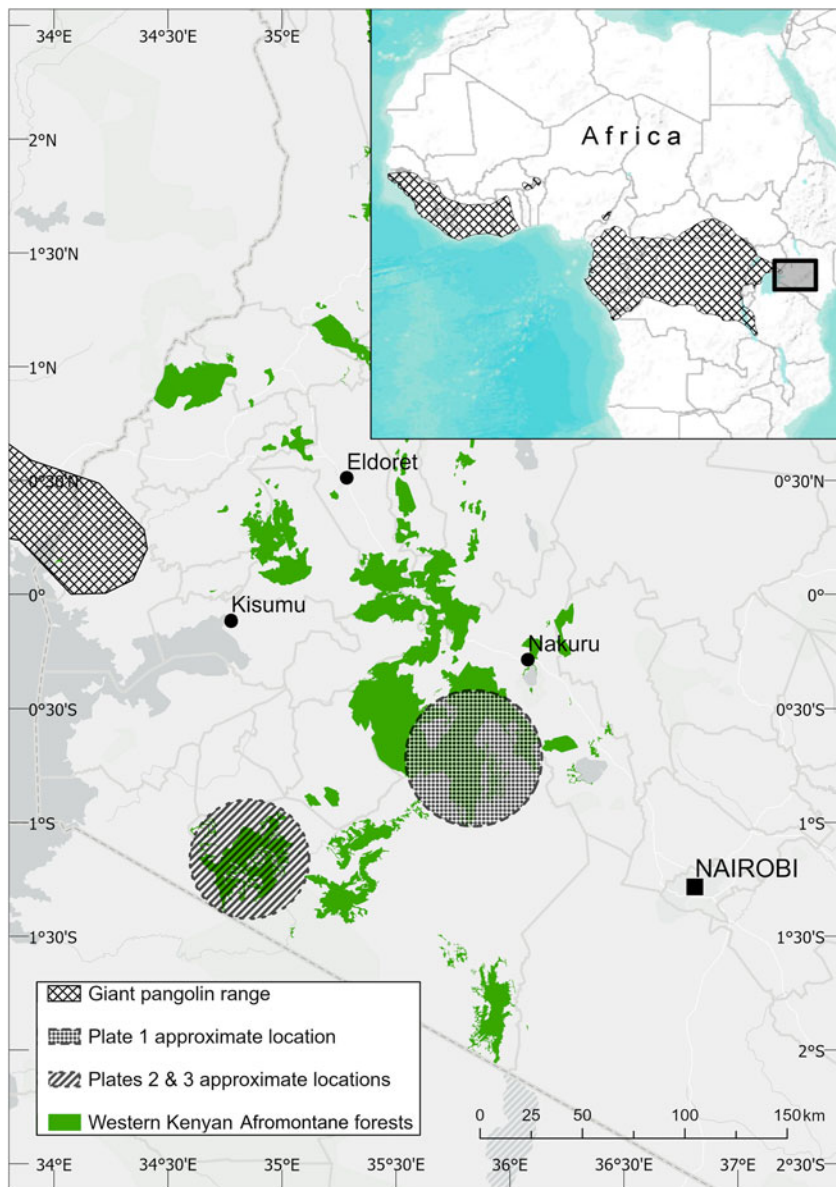 34°E
34°30'E
35°E
Africa
2°N
1°30'N
1°N
Eldoret
0°30'N
0°30'N
0°
Kisumu
0°
Nakuru
0°30'S
0°30'S
1°S
1°S
NAIROBI
1°30'S
1°30'S
Giant pangolin range
Plate 1 approximate location
2°S
Plates 2 & 3 approximate locations
Western Kenyan Afromontane forests
0 25 50 100 150 km
34°E 34°30'E 35°E 35°30'E 36°E 36°30'E 37°E 2°30'S